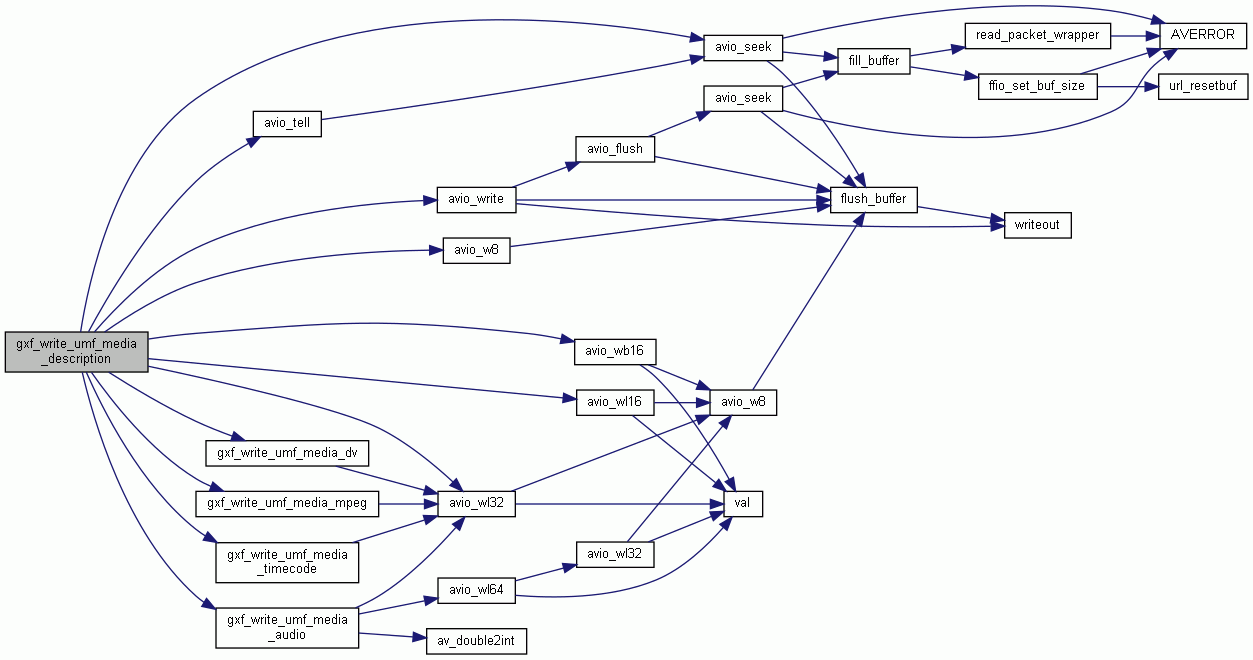 read_packet_wrapper
AVERROR
avio_seek
fill_buffer
ffio_set_buf_size
url_resetbuf
avio_seek
avio_tell
avio_flush
avio_write
flush_buffer
writeout
avio_w8
gxf_write_umf_media
_description
avio_wb16
avio_wl16
avio_w8
gxf_write_umf_media_dv
gxf_write_umf_media_mpeg
avio_wl32
val
gxf_write_umf_media
_timecode
avio_wl32
avio_wl64
gxf_write_umf_media
_audio
av_double2int